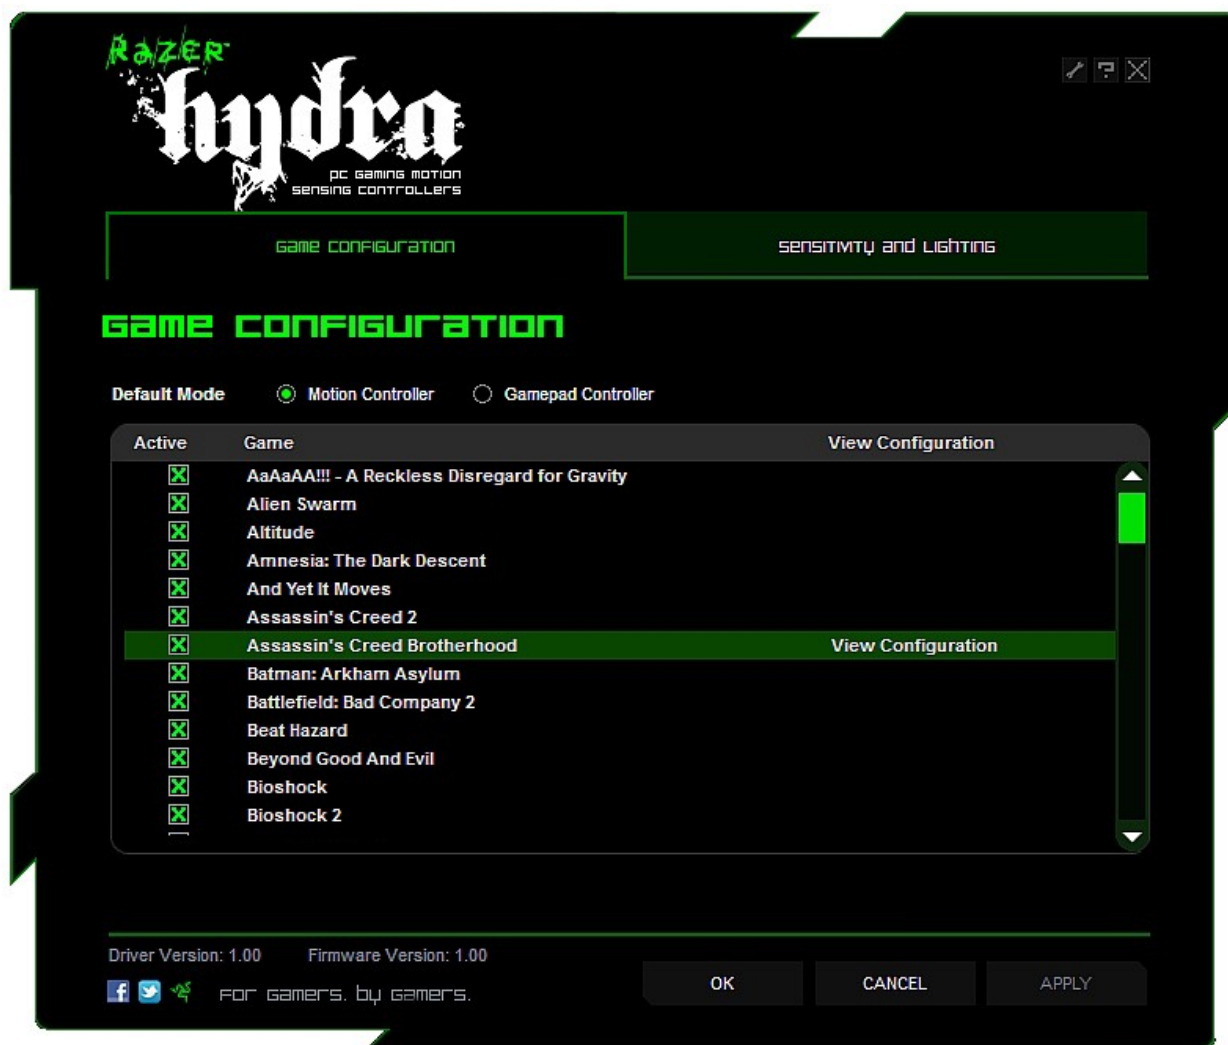 RAZER™
hydra
PC GAMING MOTION
SENSING CONTROLLERS
GAME CONFIGURATION
SENSITIVITY AND LIGHTING
GAME CONFIGURATION
Default Mode Motion Controller Gamepad Controller
Active Game View Configuration
AaAaAA!!! - A Reckless Disregard for Gravity
Alien Swarm
Altitude
Amnesia: The Dark Descent
And Yet It Moves
Assassin's Creed 2
Assassin's Creed Brotherhood View Configuration
Batman: Arkham Asylum
Battlefield: Bad Company 2
Beat Hazard
Beyond Good And Evil
Bioshock
Bioshock 2
Driver Version: 1.00 Firmware Version: 1.00
FOR GAMERS. BY GAMERS.
OK CANCEL APPLY